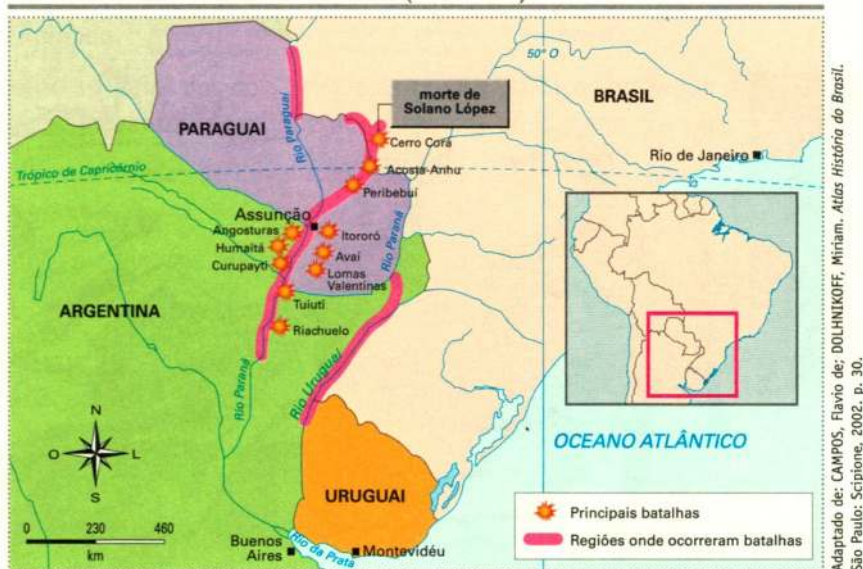 50° O
morte de
Solano López
BRASIL
PARAGUAI
Rio Paraguai
Cerro Corá
Rio de Janeiro
Trópico de Capricórnio
Acosta-Anhu
Peribebuí
Assunção
Angosturas
Itororó
Rio Paraná
Humaitá
Avaí
Curupayti
Lomas
Valentinas
ARGENTINA
Tuiuti
Riachuelo
Rio Paraná
Rio Uruguai
N
O
L
S
OCEANO ATLÂNTICO
URUGUAI
0 230 460
km
Buenos
Aires
Rio da Prata
Montevidéu
Principais batalhas
Regiões onde ocorreram batalhas
Adaptado de: CAMPOS, Flavio de; DOLHNIKOFF, Miriam. Atlas História do Brasil.
São Paulo: Scipione, 2002. p. 30.